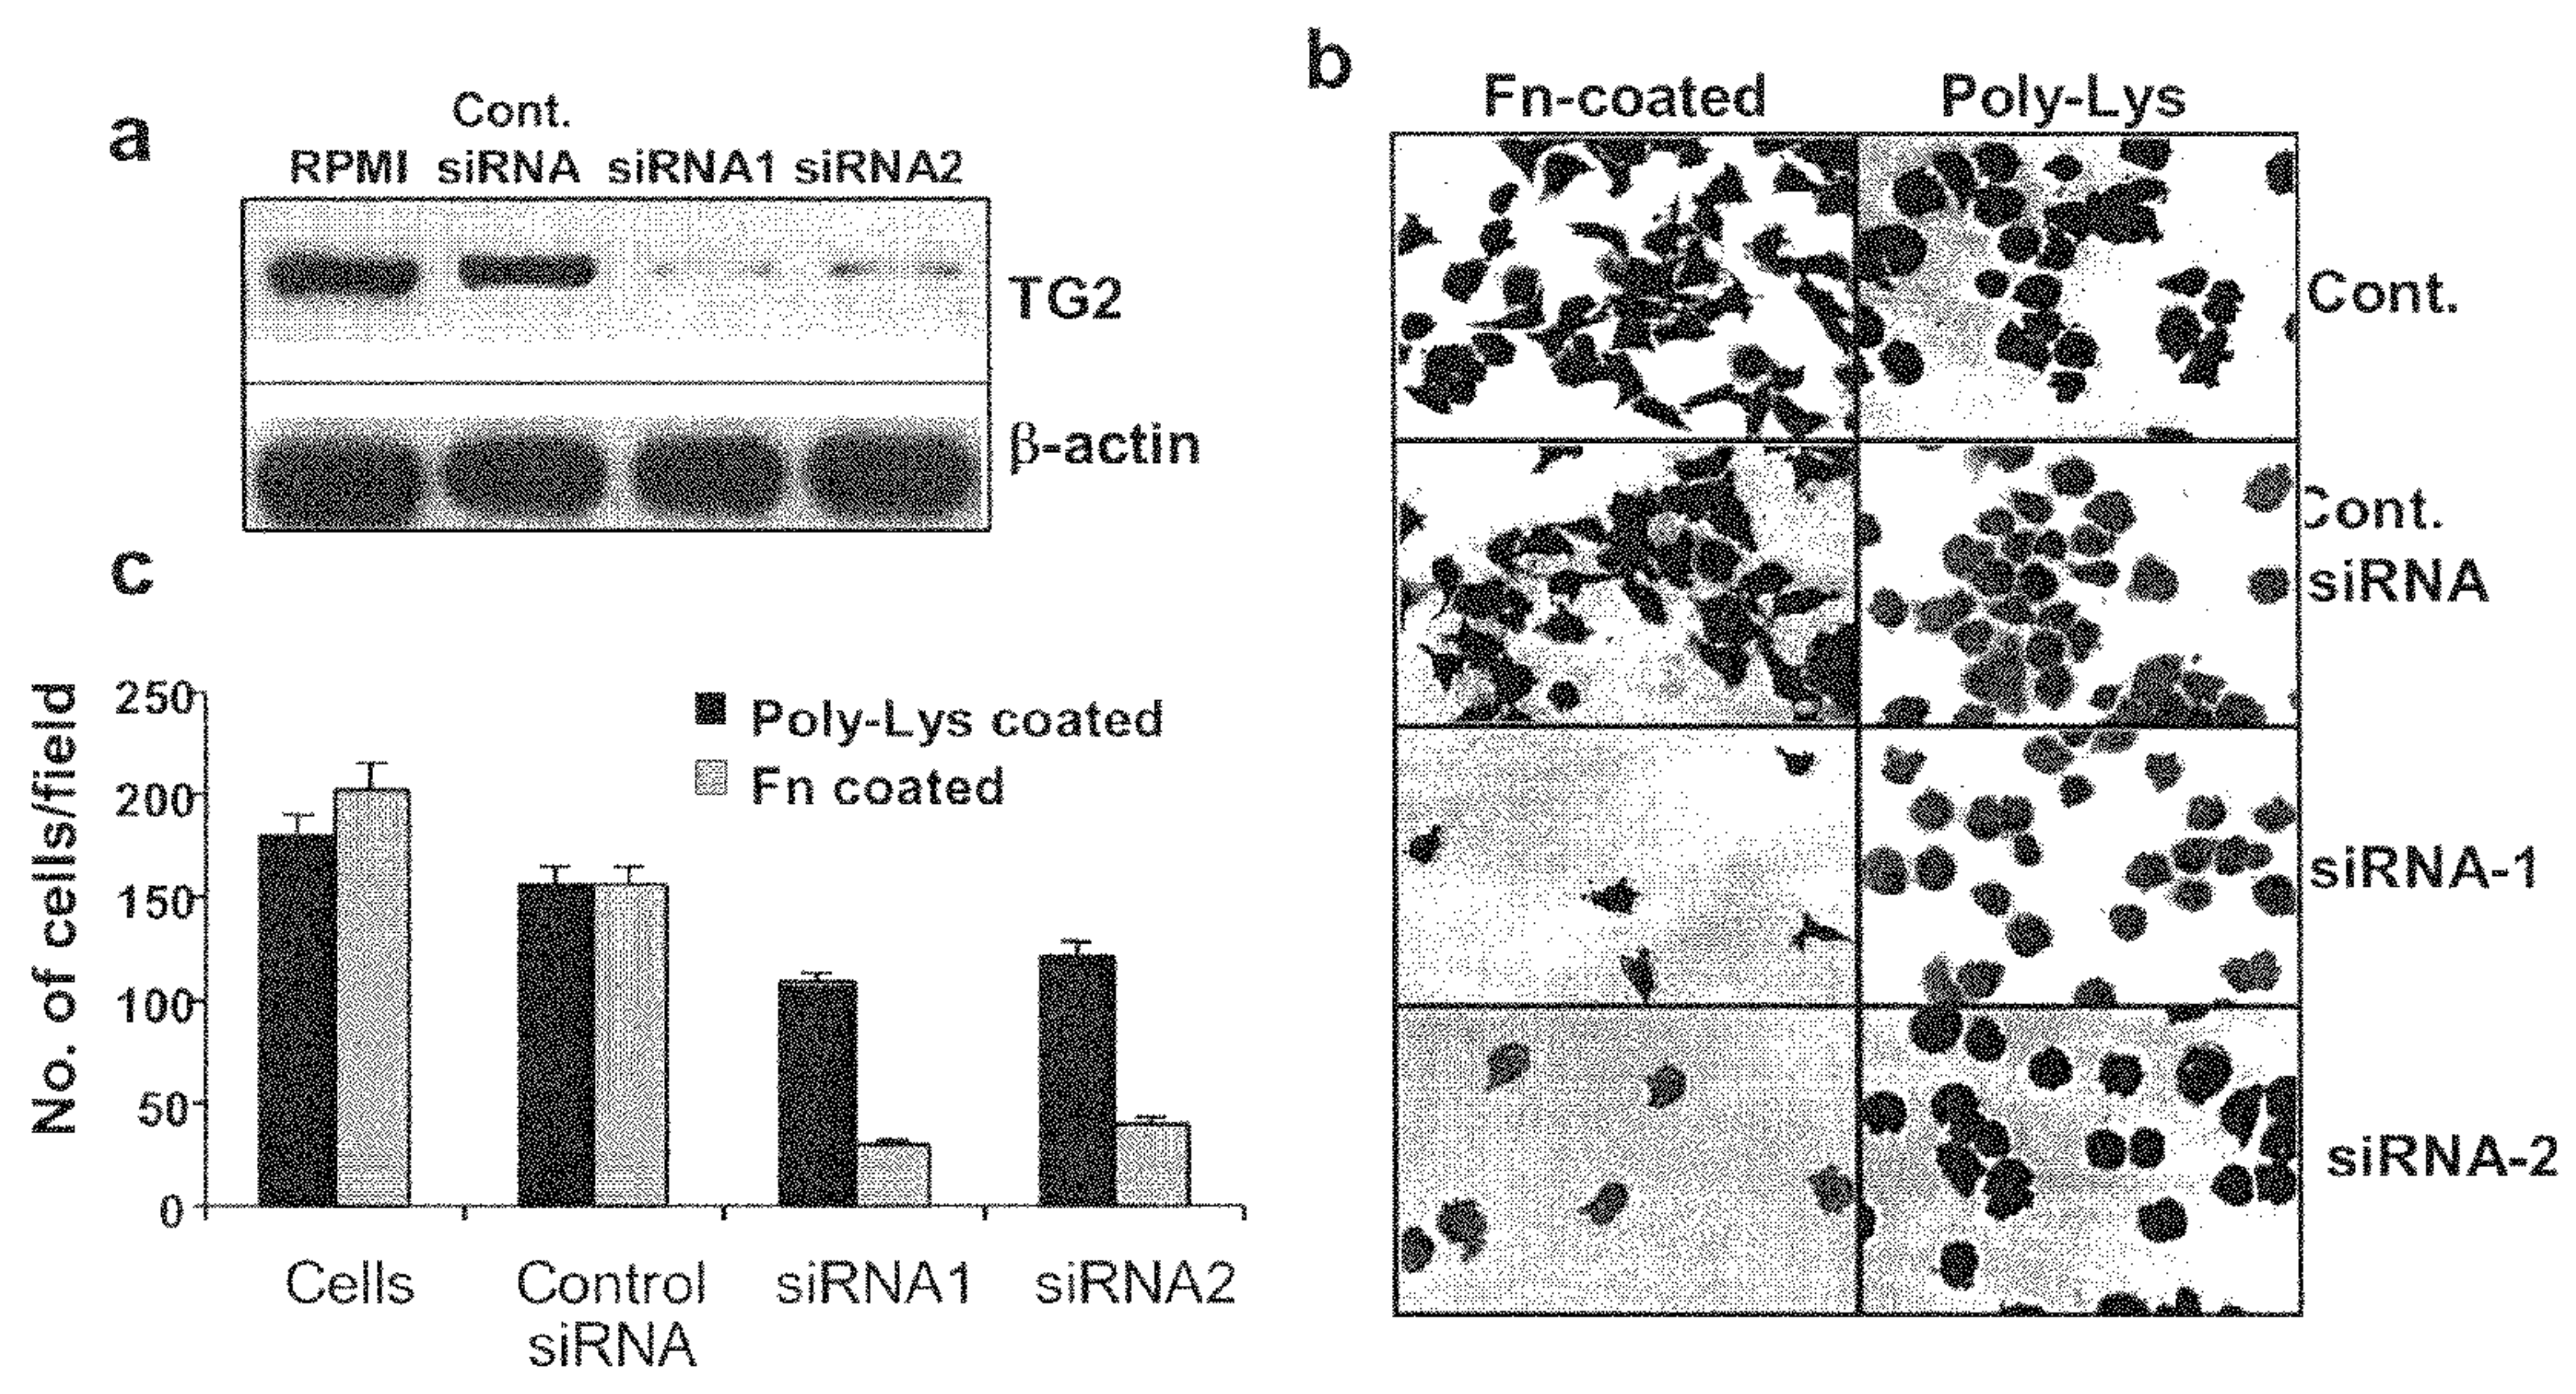 a
Cont.
RPMI siRNA siRNA1 siRNA2
TG2
β-actin
b
Fn-coated Poly-Lys
Cont.
Cont.
siRNA
siRNA-1
siRNA-2
c
No. of cells/field
250
200
150
100
50
0
Poly-Lys coated
Fn coated
Cells Control siRNA1 siRNA2
siRNA